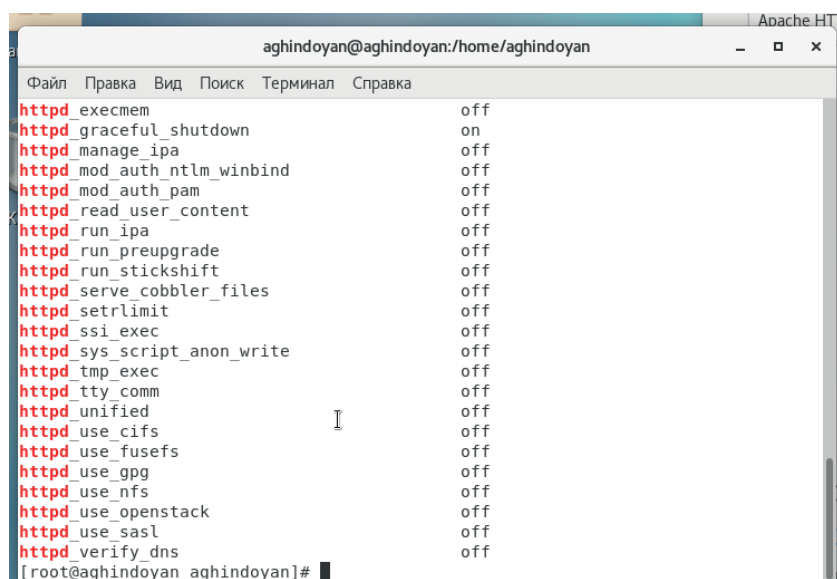 Apache HT
aghindoyan@aghindoyan:/home/aghindoyan
Файл Правка Вид Поиск Терминал Справка
httpd_execmem off
httpd_graceful_shutdown on
httpd_manage_ipa off
httpd_mod_auth_ntlm_winbind off
httpd_mod_auth_pam off
httpd_read_user_content off
httpd_run_ipa off
httpd_run_preupgrade off
httpd_run_stickshift off
httpd_serve_cobbler_files off
httpd_setrlimit off
httpd_ssi_exec off
httpd_sys_script_anon_write off
httpd_tmp_exec off
httpd_tty_comm off
httpd_unified off
httpd_use_cifs off
httpd_use_fusefs off
httpd_use_gpg off
httpd_use_nfs off
httpd_use_openstack off
httpd_use_sasl off
httpd_verify_dns off
[root@aghindoyan aghindoyan]#